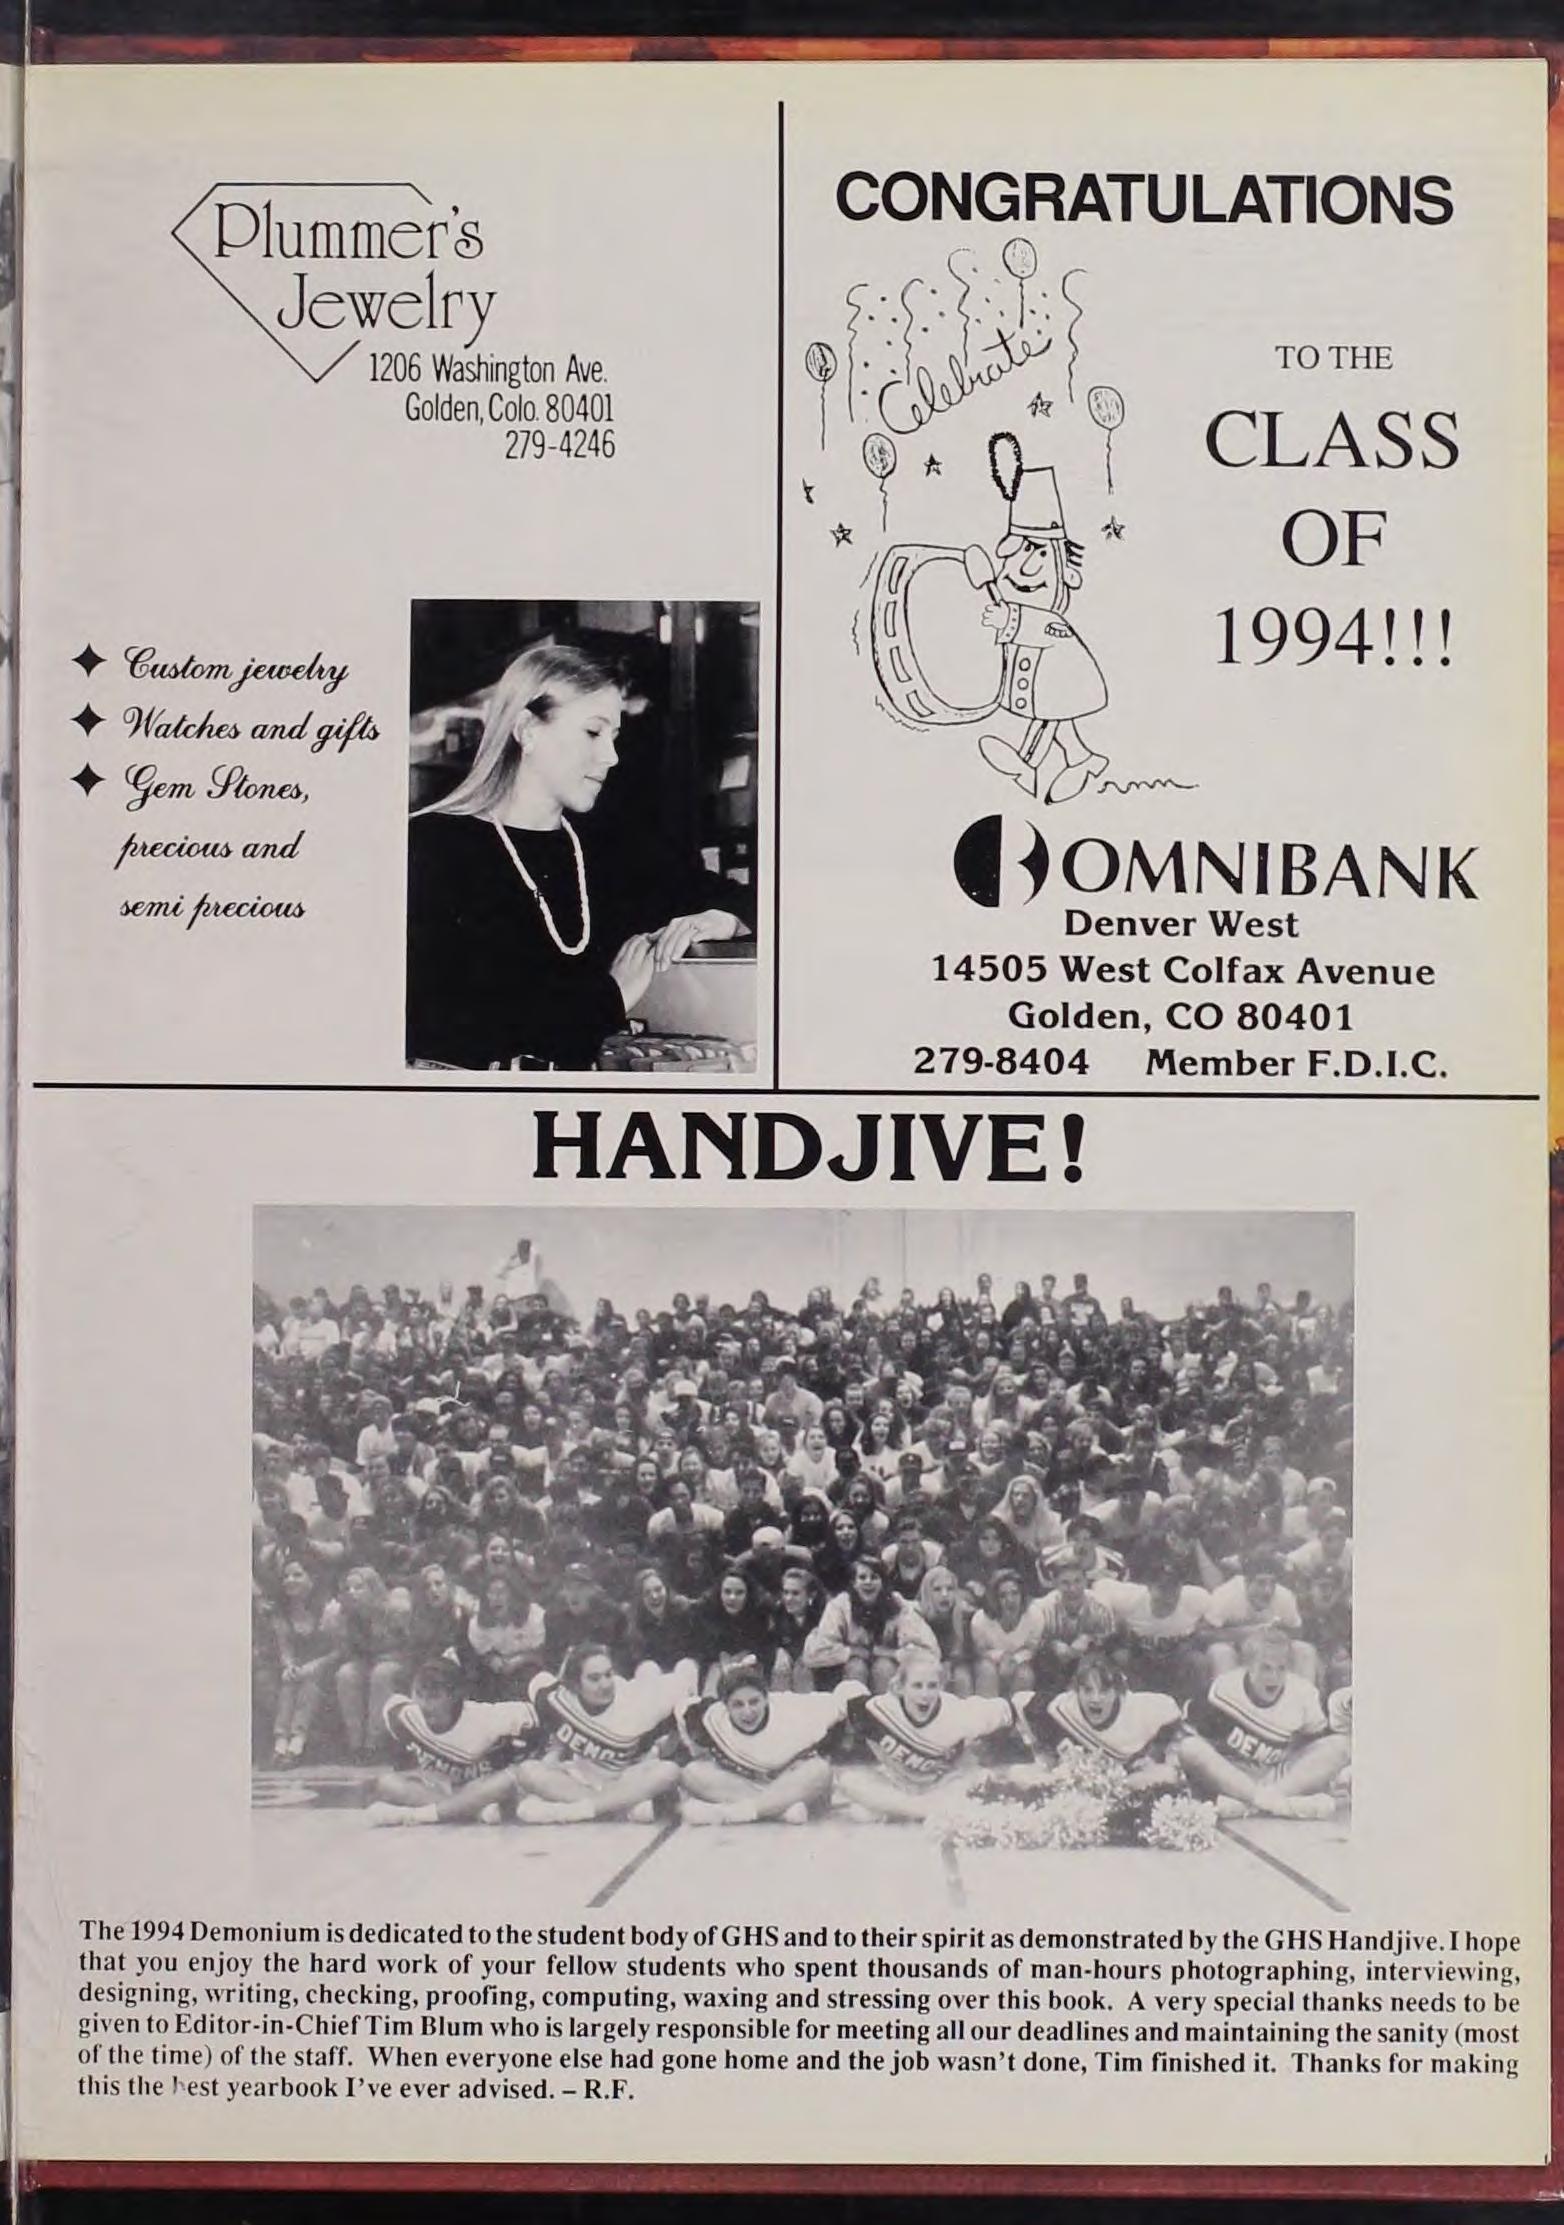 Plummer's
Jewelry
1206 Washington Ave.
Golden, Colo. 80401
279-4246
Custom jewelry
Watches and gifts
Gem Stones,
precious and
semi precious
CONGRATULATIONS
Celebrate
TO THE
CLASS
OF
1994!!!
OMNIBANK
Denver West
14505 West Colfax Avenue
Golden, CO 80401
279-8404 Member F.D.I.C.
HANDJIVE!
DEMONS
DEMO
DEMO
DEMO
The 1994 Demonium is dedicated to the student body of GHS and to their spirit as demonstrated by the GHS Handjive. I hope
that you enjoy the hard work of your fellow students who spent thousands of man-hours photographing, interviewing,
designing, writing, checking, proofing, computing, waxing and stressing over this book. A very special thanks needs to be
given to Editor-in-Chief Tim Blum who is largely responsible for meeting all our deadlines and maintaining the sanity (most
of the time) of the staff. When everyone else had gone home and the job wasn't done, Tim finished it. Thanks for making
this the best yearbook I've ever advised. – R.F.